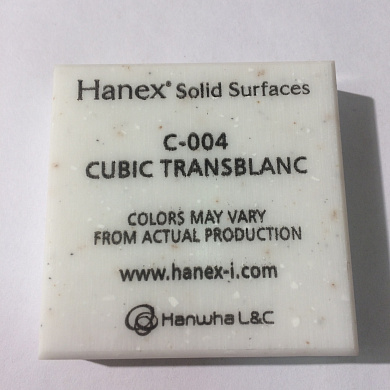 Hanex® Solid Surfaces
C-004
CUBIC TRANSBLANC
COLORS MAY VARY
FROM ACTUAL PRODUCTION
www.hanex-i.com
Hanwha L&C